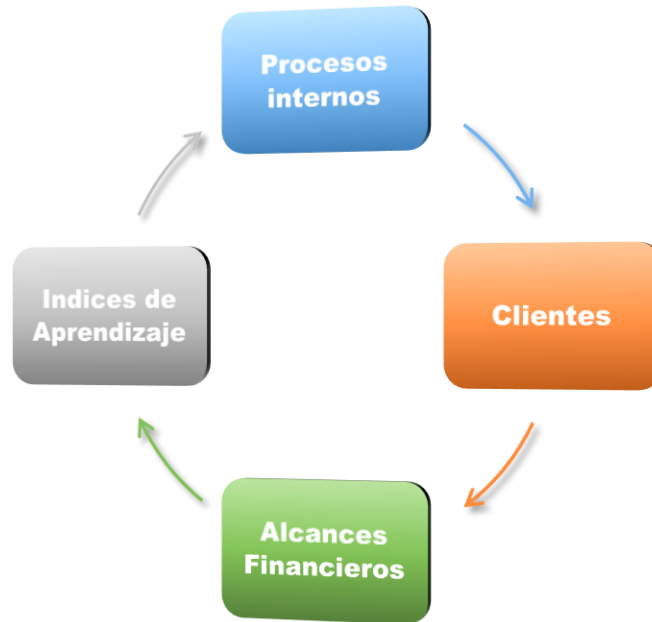 Procesos
internos
Clientes
Alcances
Financieros
Indices de
Aprendizaje